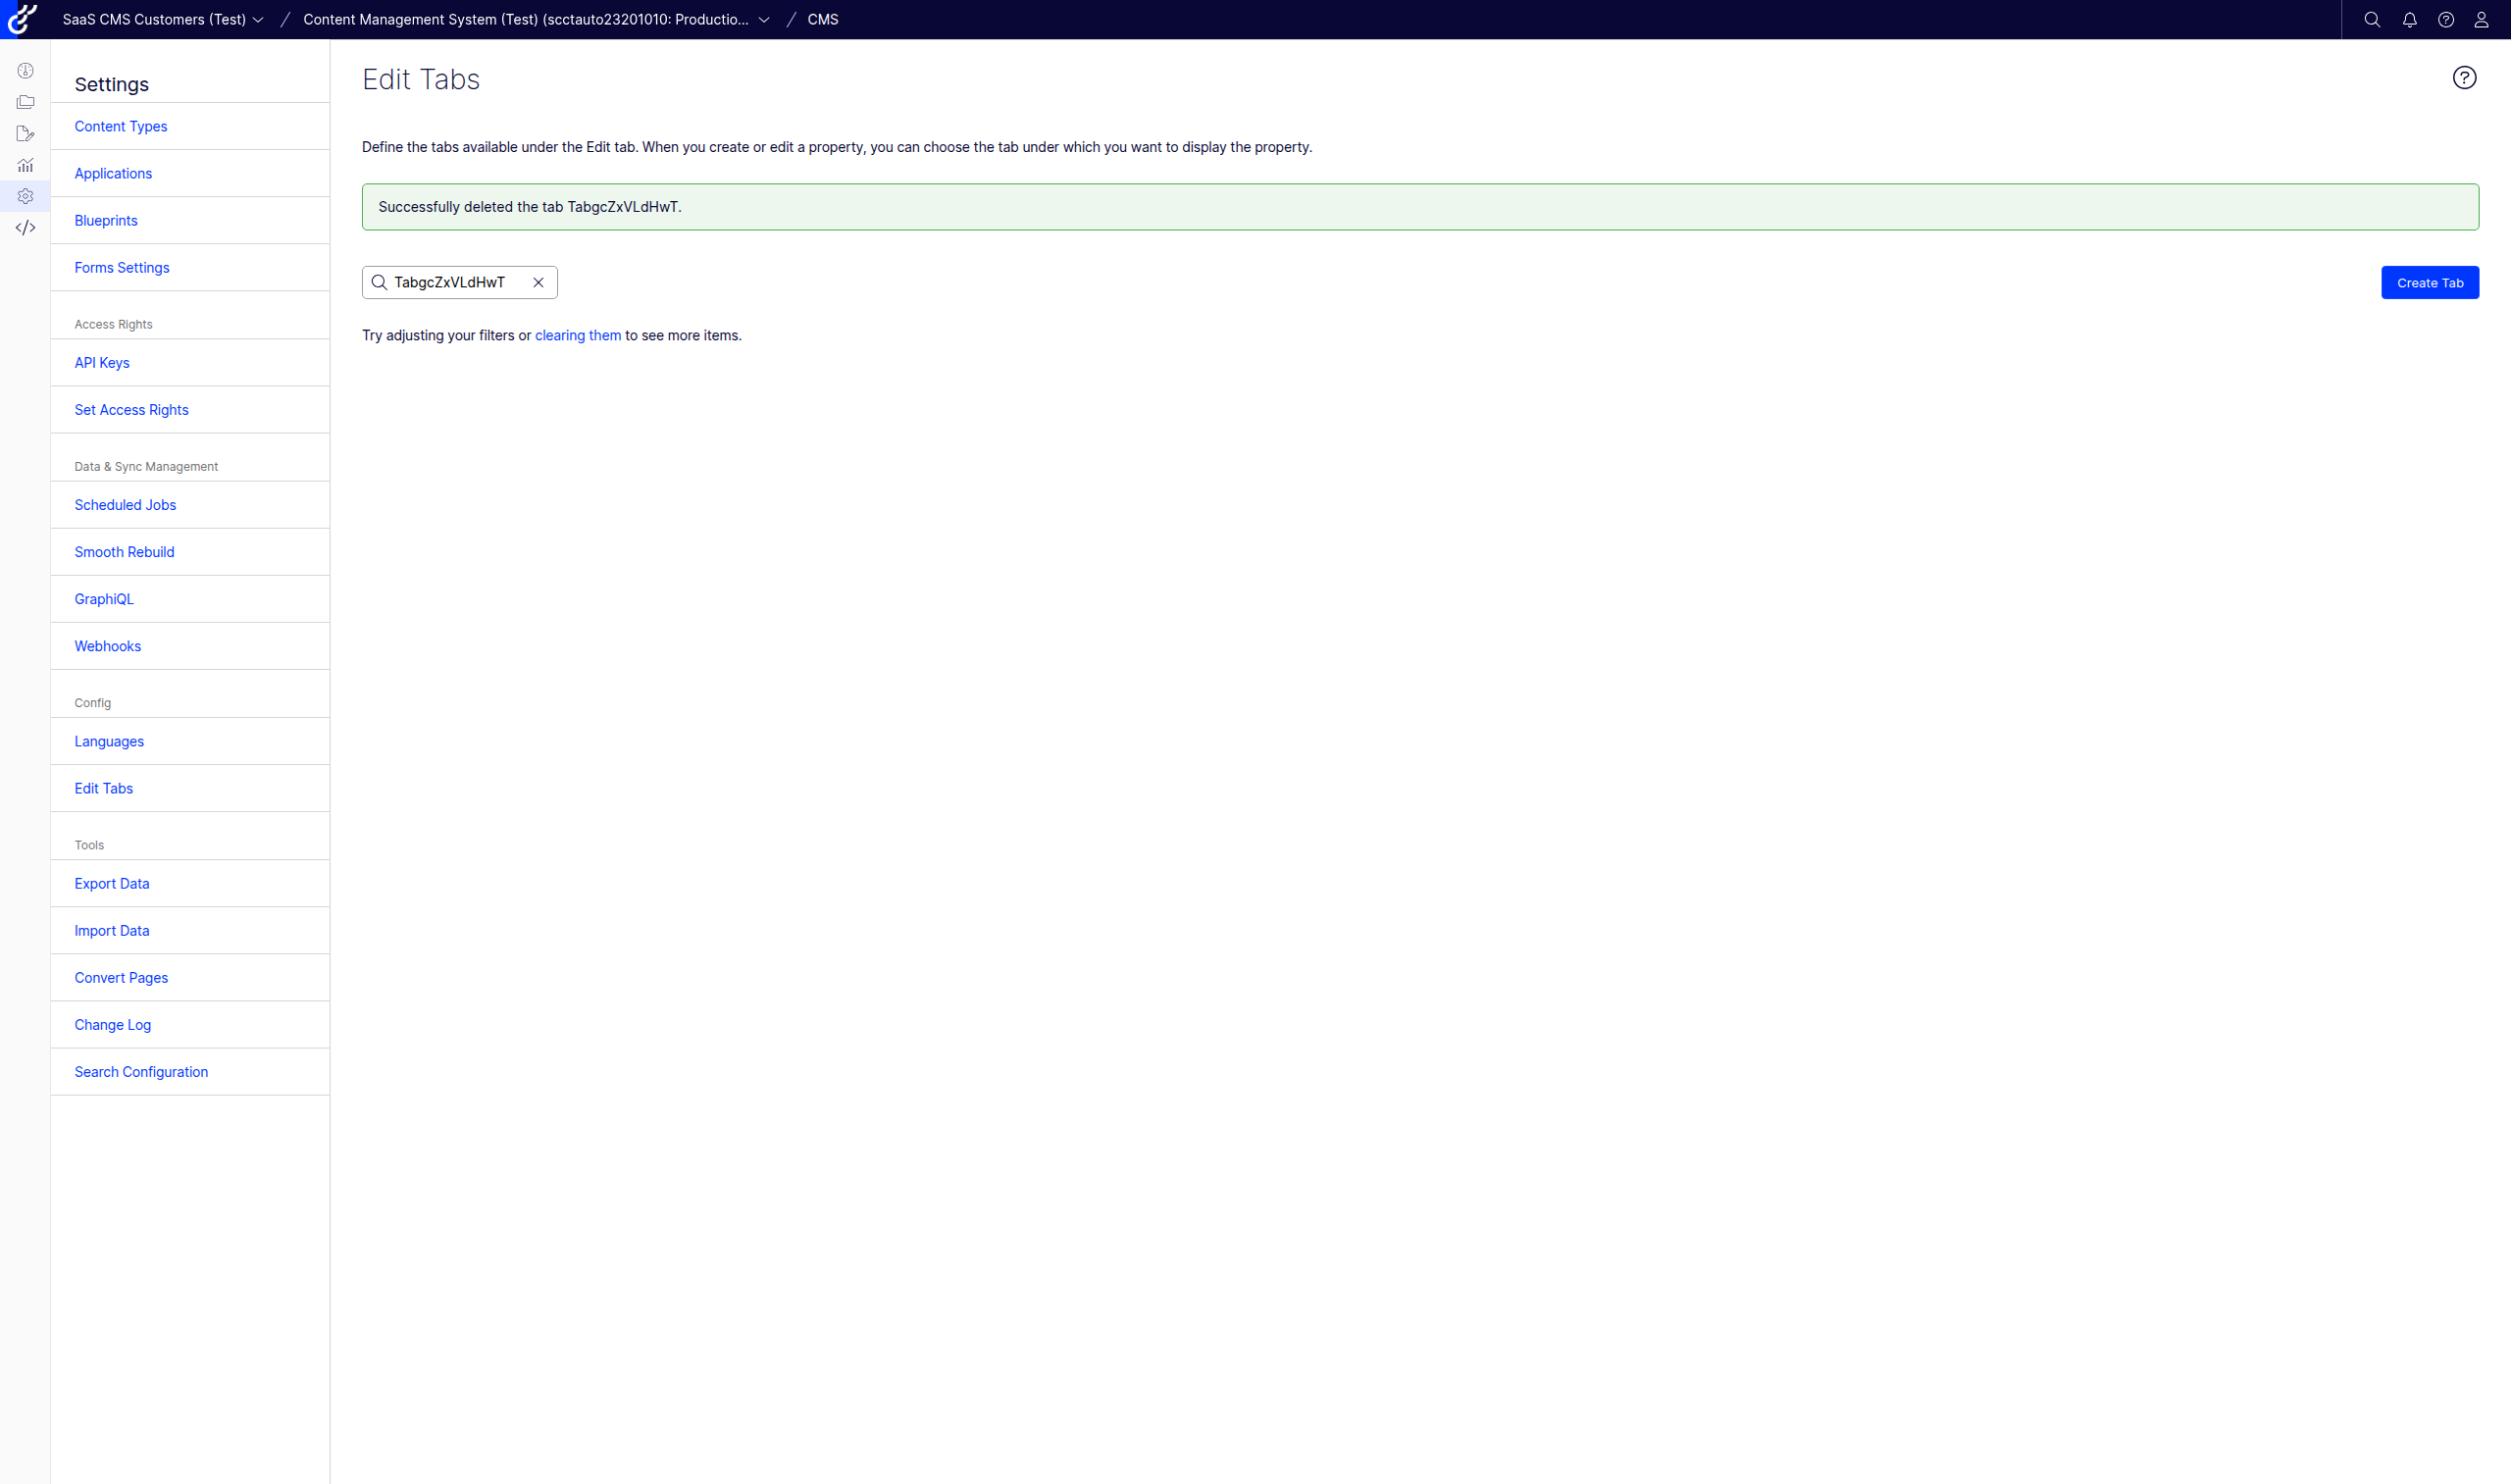 SaaS CMS Customers (Test) / Content Management System (Test) (scctauto23201010: Productio... / CMS
Settings
Content Types
Applications
Blueprints
Forms Settings
Access Rights
API Keys
Set Access Rights
Data & Sync Management
Scheduled Jobs
Smooth Rebuild
GraphiQL
Webhooks
Config
Languages
Edit Tabs
Tools
Export Data
Import Data
Convert Pages
Change Log
Search Configuration
Edit Tabs
Define the tabs available under the Edit tab. When you create or edit a property, you can choose the tab under which you want to display the property.
Successfully deleted the tab TabgcZxVLdHwT.
TabgcZxVLdHwT
Create Tab
Try adjusting your filters or clearing them to see more items.